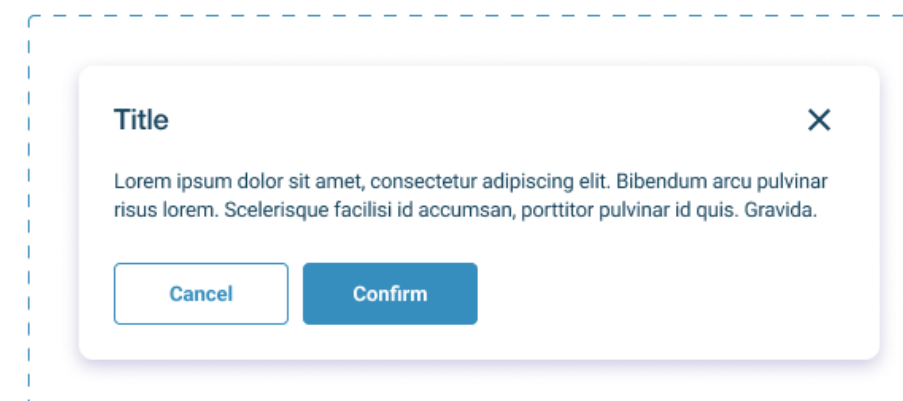 Title
Lorem ipsum dolor sit amet, consectetur adipiscing elit. Bibendum arcu pulvinar
risus lorem. Scelerisque facilisi id accumsan, porttitor pulvinar id quis. Gravida.
Cancel Confirm